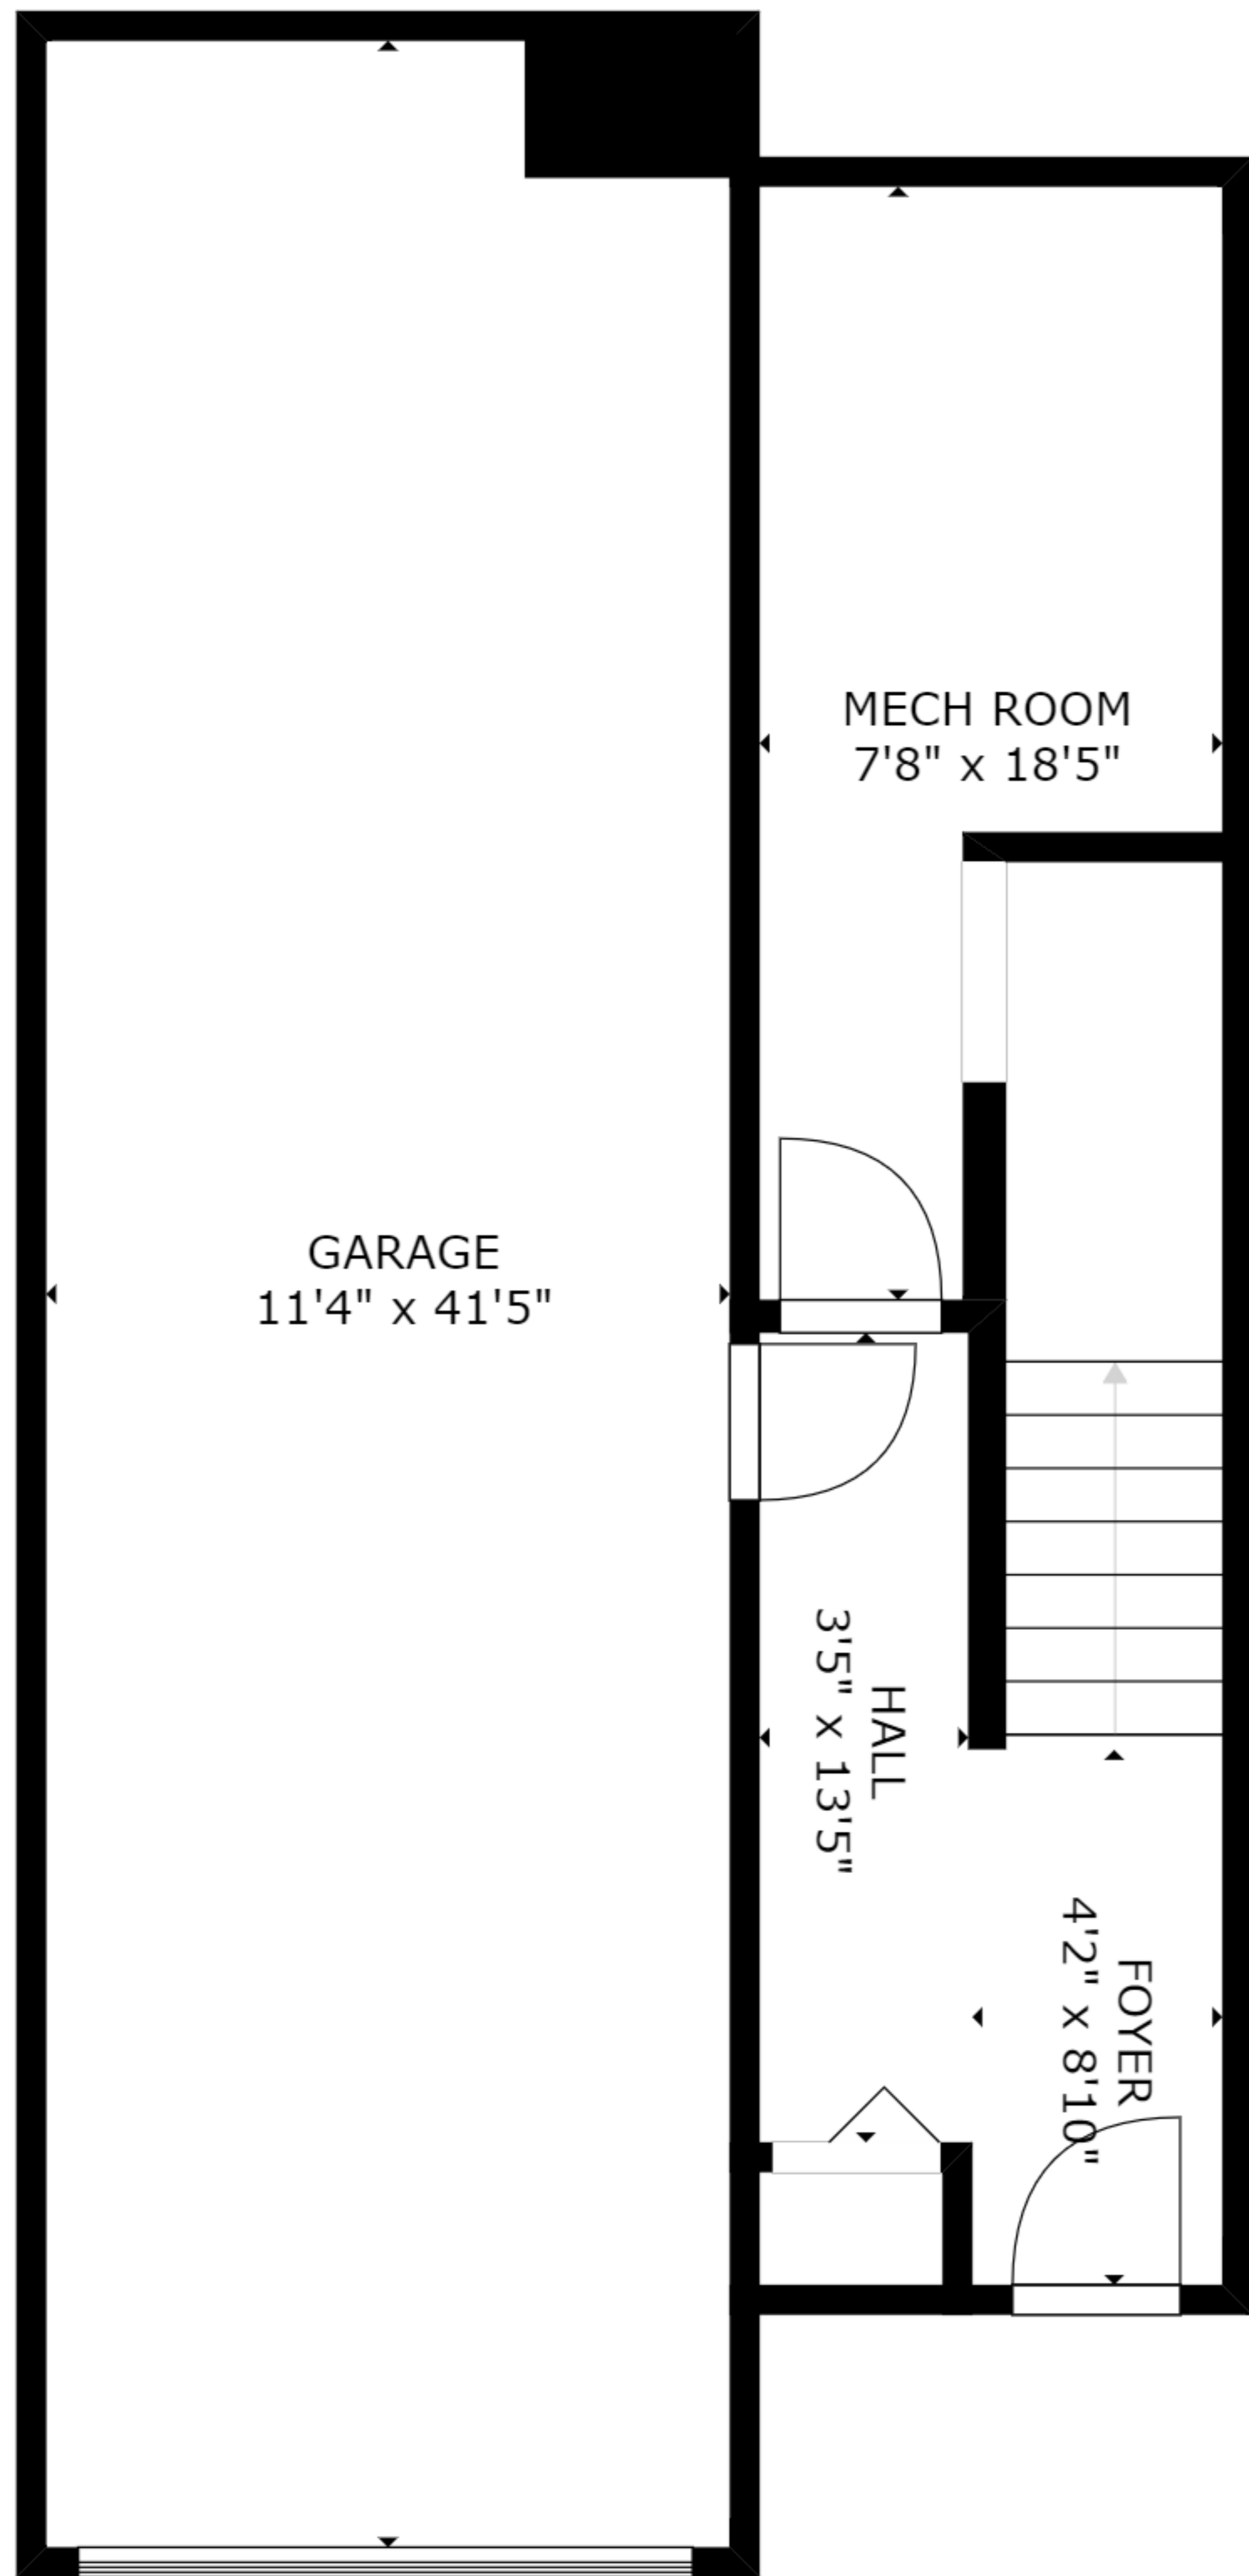 MECH ROOM
7'8" x 18'5"
GARAGE
11'4" x 41'5"
HALL
3'5" x 13'5"
FOYER
4'2" x 8'10"